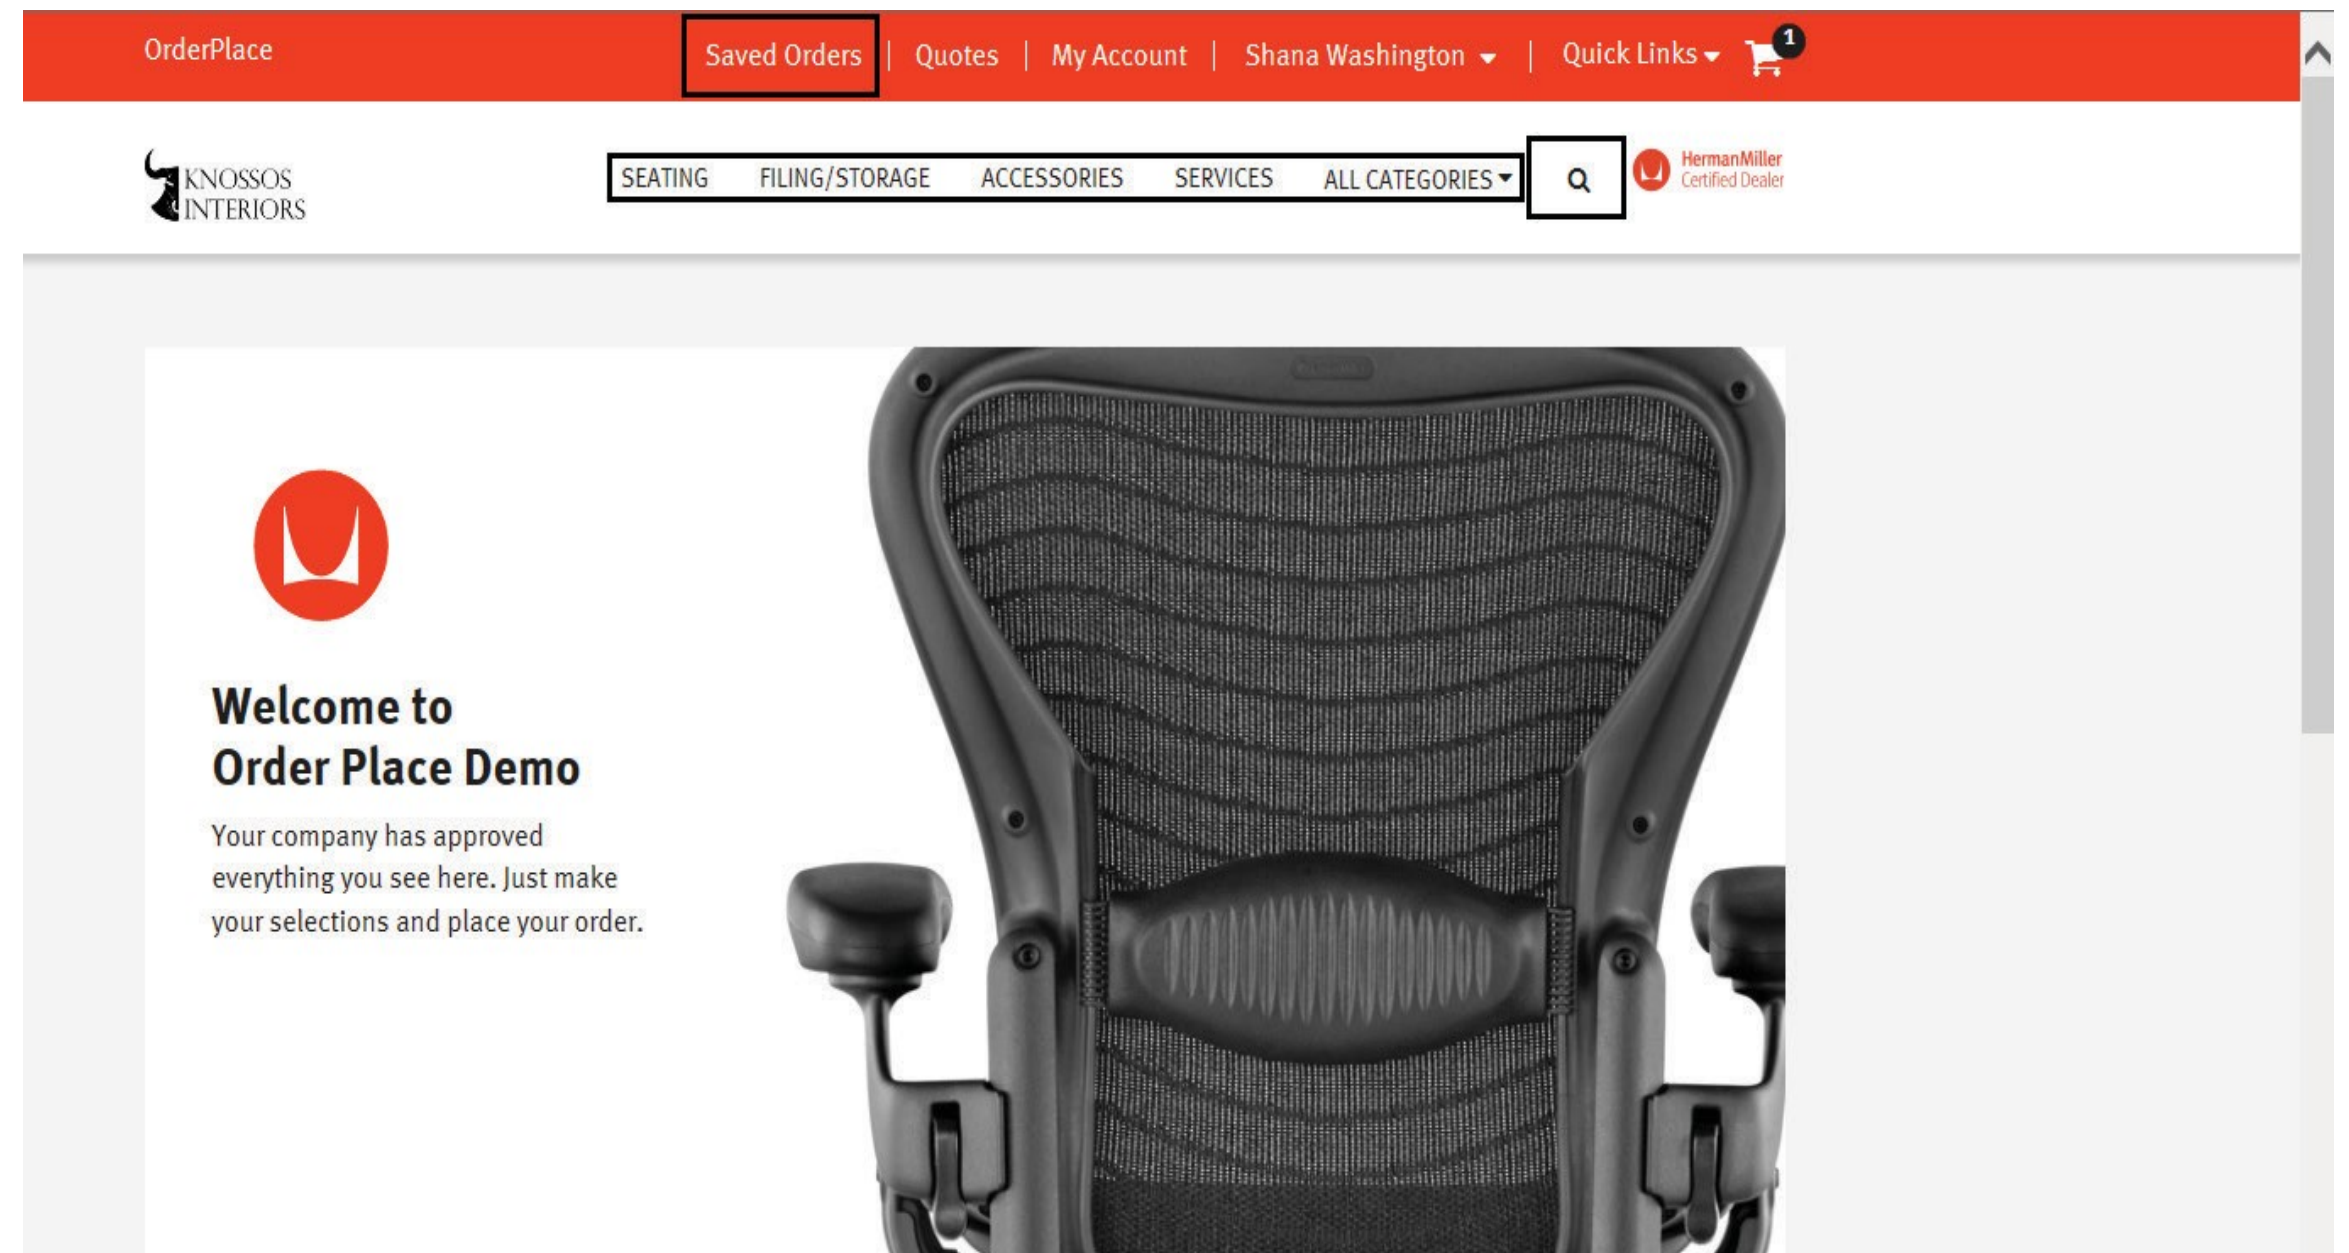 OrderPlace
Saved Orders | Quotes | My Account | Shana Washington | Quick Links 1
KNOSSOS
INTERIORS
SEATING FILING/STORAGE ACCESSORIES SERVICES ALL CATEGORIES
HermanMiller
Certified Dealer
Welcome to
Order Place Demo
Your company has approved
everything you see here. Just make
your selections and place your order.